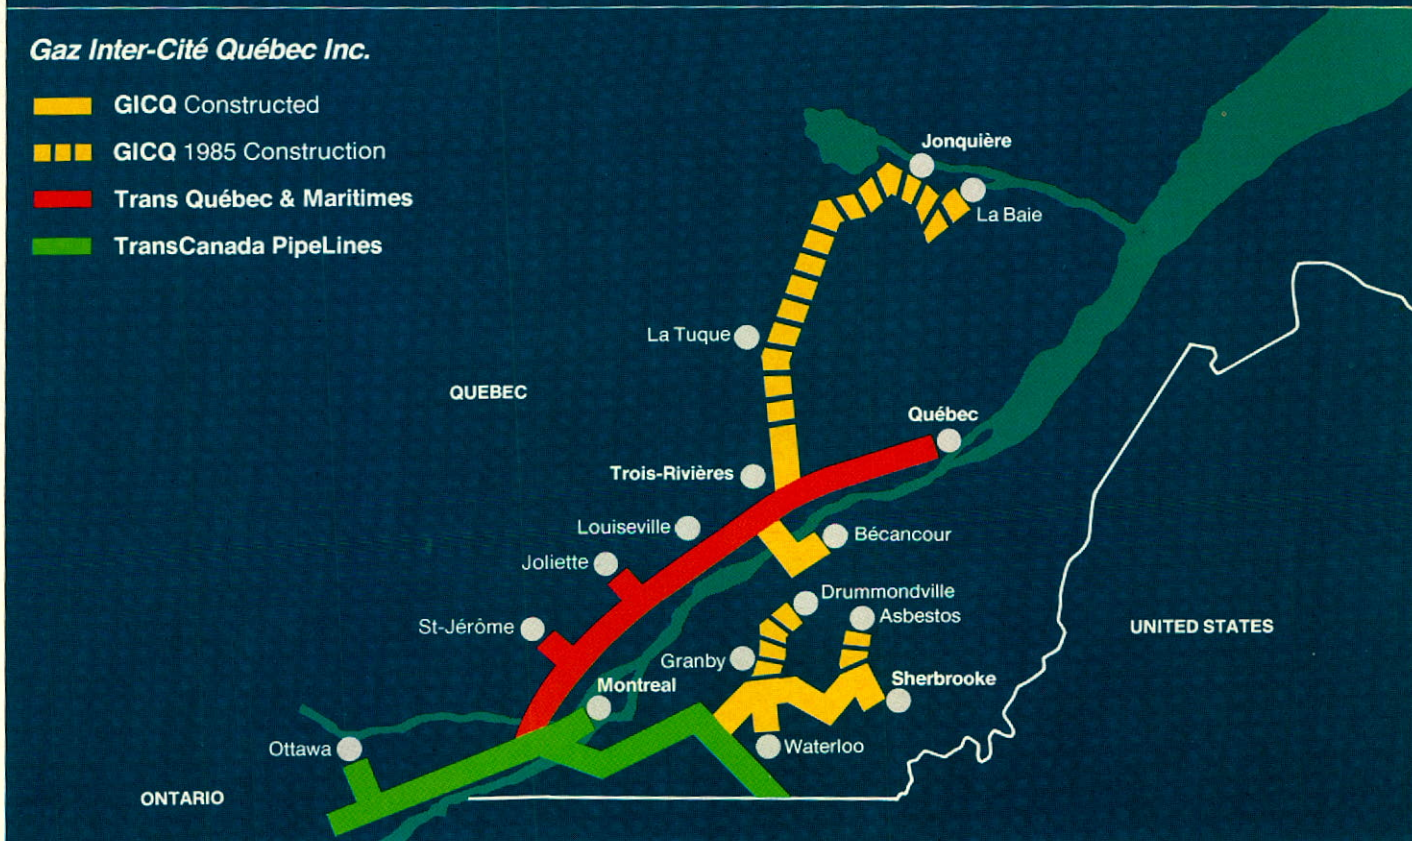 Gaz Inter-Cité Québec Inc.
GICQ Constructed
GICQ 1985 Construction
Trans Québec & Maritimes
TransCanada PipeLines
Jonquière
La Baie
La Tuque
QUEBEC
Québec
Trois-Rivières
Louiseville
Bécancour
Joliette
Drummondville
Asbestos
St-Jérôme
UNITED STATES
Granby
Sherbrooke
Montreal
Ottawa
Waterloo
ONTARIO